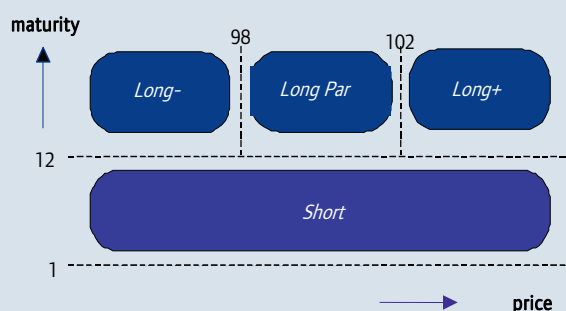 maturity
98
102
Long-
Long Par
Long+
12
Short
1
price